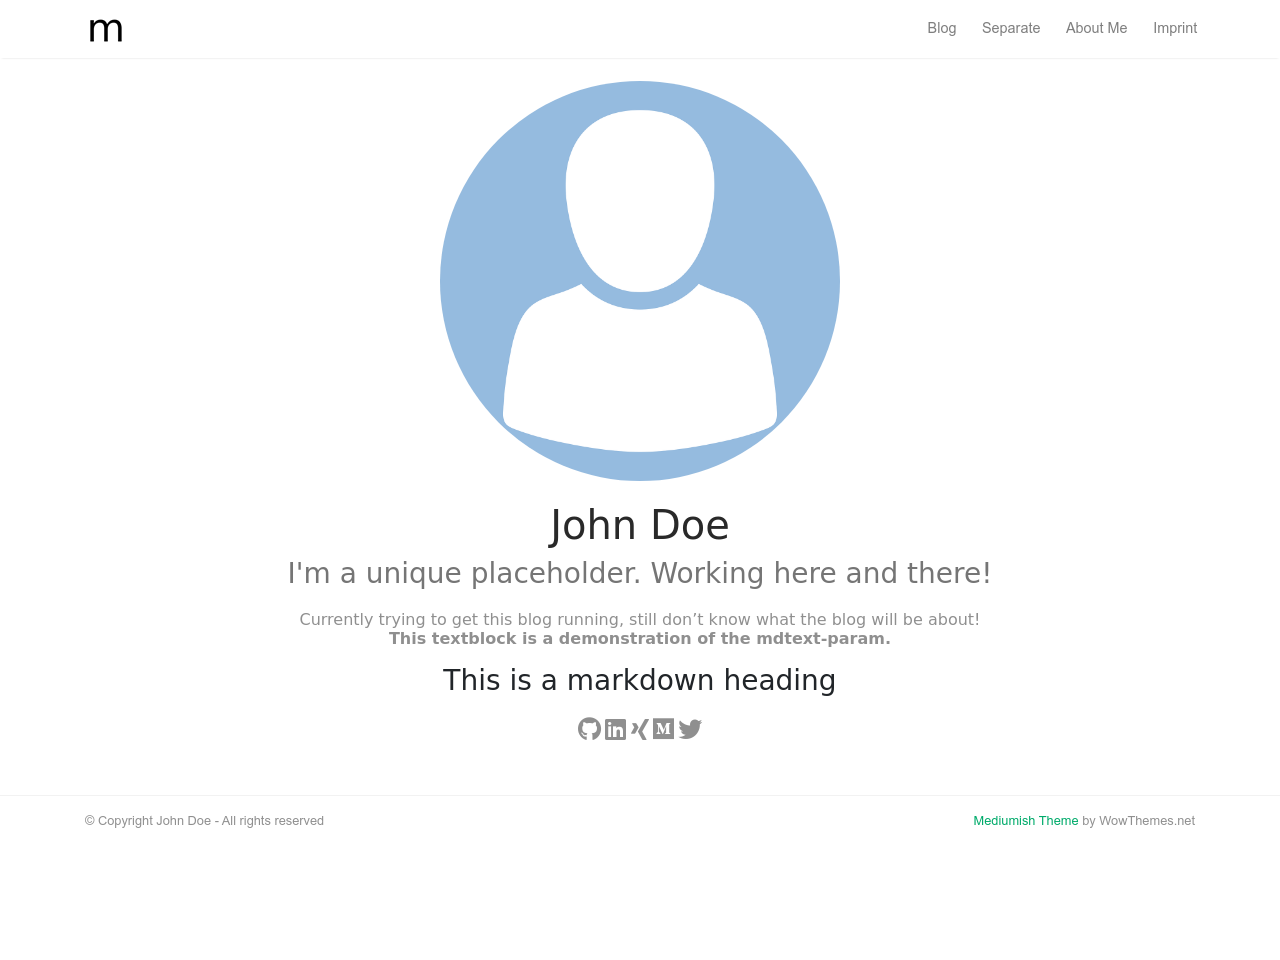 m
Blog Separate About Me Imprint
John Doe
I'm a unique placeholder. Working here and there!
Currently trying to get this blog running, still don’t know what the blog will be about!
This textblock is a demonstration of the mdtext-param.
This is a markdown heading
© Copyright John Doe - All rights reserved
Mediumish Theme by WowThemes.net